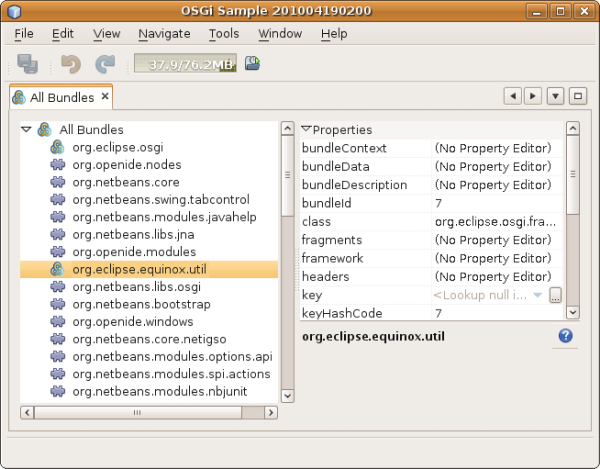 OSGi Sample 201004190200
File Edit View Navigate Tools Window Help
37.9/76.2MB
All Bundles
All Bundles
org.eclipse.osgi
org.openide.nodes
org.netbeans.core
org.netbeans.swing.tabcontrol
org.netbeans.modules.javahelp
org.netbeans.libs.jna
org.openide.modules
org.eclipse.equinox.util
org.netbeans.libs.osgi
org.netbeans.bootstrap
org.openide.windows
org.netbeans.core.netigso
org.netbeans.modules.options.api
org.netbeans.modules.spi.actions
org.netbeans.modules.nbjunit
Properties
bundleContext (No Property Editor)
bundleData (No Property Editor)
bundleDescription (No Property Editor)
bundleId 7
class org.eclipse.osgi.fra...
fragments (No Property Editor)
framework (No Property Editor)
headers (No Property Editor)
key <Lookup null i... ...
keyHashCode 7
org.eclipse.equinox.util